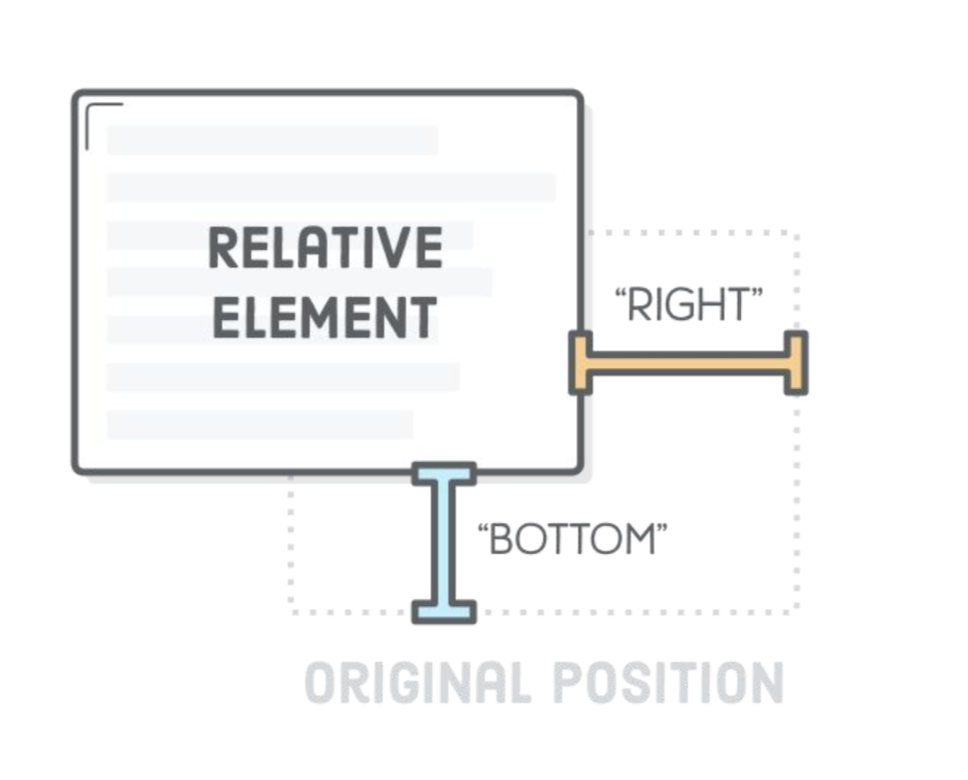 RELATIVE
ELEMENT
“RIGHT”
“BOTTOM”
ORIGINAL POSITION